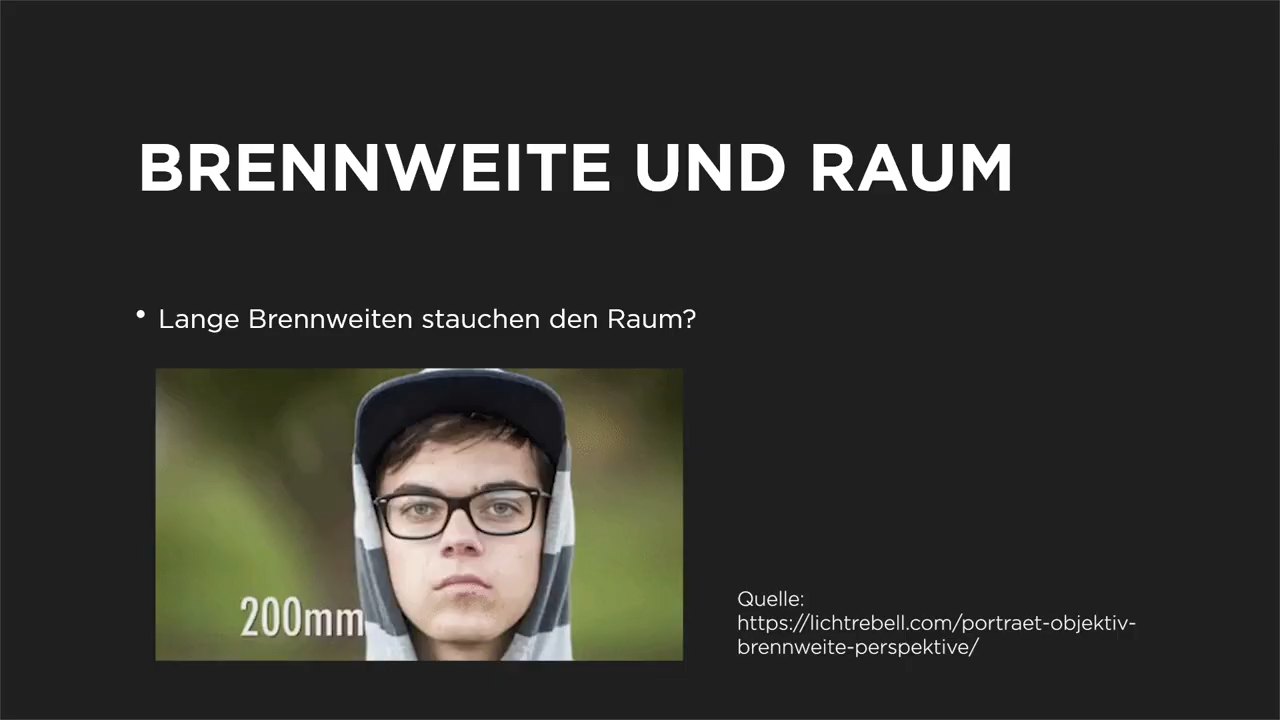 BRENNWEITE UND RAUM
• Lange Brennweiten stauchen den Raum?
200mm
Quelle:
https://lichtrebell.com/portraet-objektiv-
brennweite-perspektive/